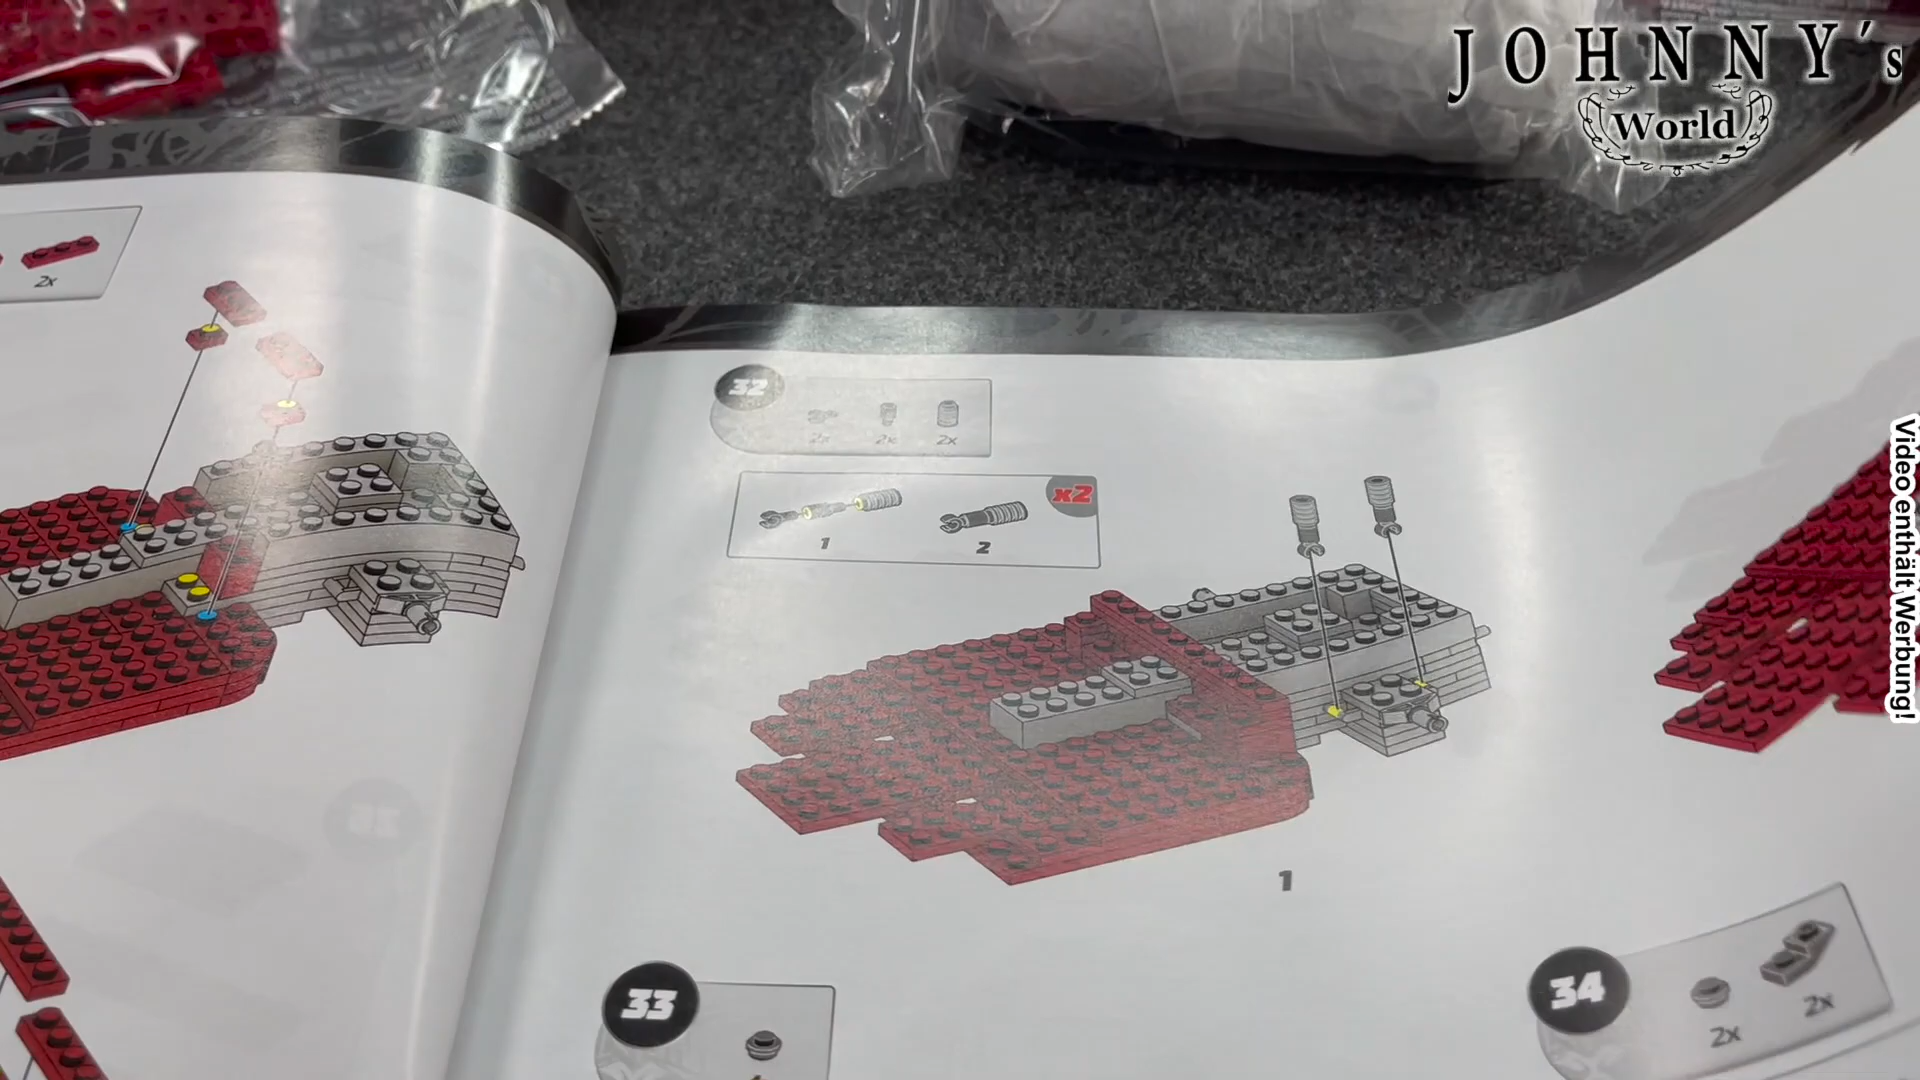 JOHNNY's
World
Video enthält Werbung!
2x
32
2x 2x 2x
x2
1 2
1
33
34
2x 2x